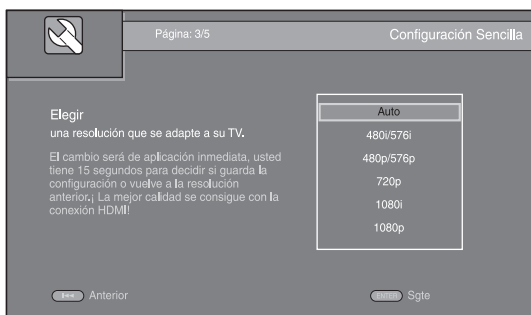 Página: 3/5
Configuración Sencilla
Elegir
una resolución que se adapte a su TV.
El cambio será de aplicación inmediata, usted
tiene 15 segundos para decidir si guarda la
configuración o vuelve a la resolución
anterior.¡ La mejor calidad se consigue con la
conexión HDMI!
Auto
480i/576i
480p/576p
720p
1080i
1080p
Anterior
ENTER Sgte